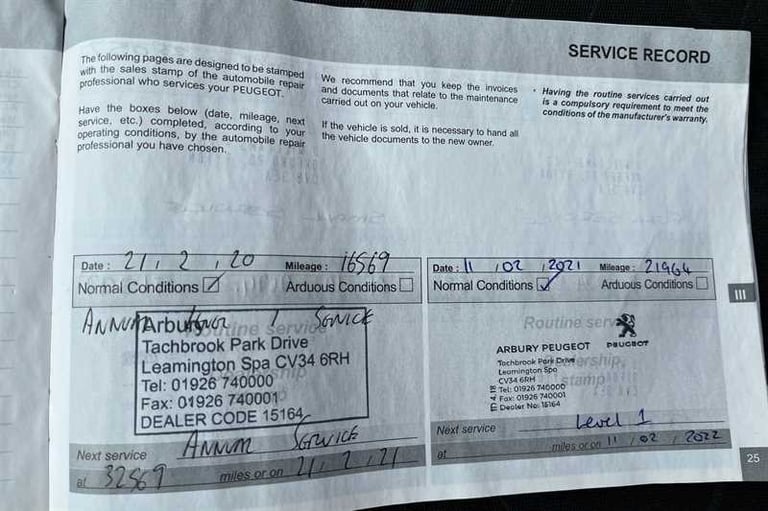 SERVICE RECORD
The following pages are designed to be stamped
with the sales stamp of the automobile repair
professional who services your PEUGEOT.
Have the boxes below (date, mileage, next
service, etc.) completed, according to your
operating conditions, by the automobile repair
professional you have chosen.
We recommend that you keep the invoices
and documents that relate to the maintenance
carried out on your vehicle.
If the vehicle is sold, it is necessary to hand all
the vehicle documents to the new owner.
* Having the routine services carried out
is a compulsory requirement to meet the
conditions of the manufacturer's warranty.
Date : 21 / 2 / 20 Mileage : 16569
Normal Conditions Arduous Conditions
ANNUAL 1 SERVICE
Routine service
Arbury
Tachbrook Park Drive
Leamington Spa CV34 6RH
Tel: 01926 740000
Fax: 01926 740001
DEALER CODE 15164
Next service ANNUAL SERVICE
at 32569 miles or on 21 / 2 / 21
Date : 11 / 02 / 2021 Mileage : 21964
Normal Conditions Arduous Conditions
Routine service
ARBURY PEUGEOT PEUGEOT
Tachbrook Park Drive
Leamington Spa
CV34 6RH
Tel: 01926 740000
Fax: 01926 740001
Dealer No: 15164
dealership
stamp
Next service Level 1
at miles or on 11 / 02 / 2022
III
25